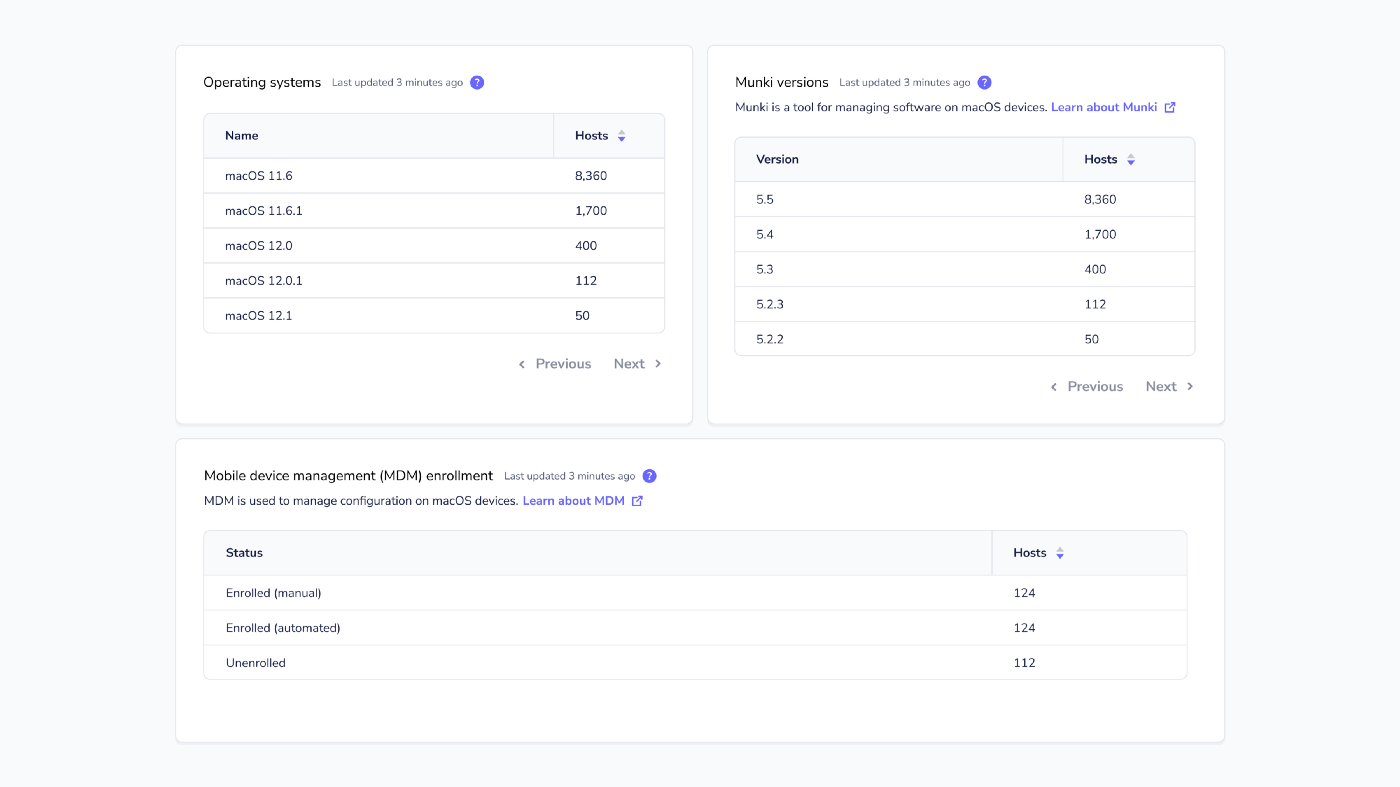 Operating systems Last updated 3 minutes ago ?
Name Hosts
macOS 11.6 8,360
macOS 11.6.1 1,700
macOS 12.0 400
macOS 12.0.1 112
macOS 12.1 50
Previous Next
Munki versions Last updated 3 minutes ago ?
Munki is a tool for managing software on macOS devices. Learn about Munki
Version Hosts
5.5 8,360
5.4 1,700
5.3 400
5.2.3 112
5.2.2 50
Previous Next
Mobile device management (MDM) enrollment Last updated 3 minutes ago ?
MDM is used to manage configuration on macOS devices. Learn about MDM
Status Hosts
Enrolled (manual) 124
Enrolled (automated) 124
Unenrolled 112